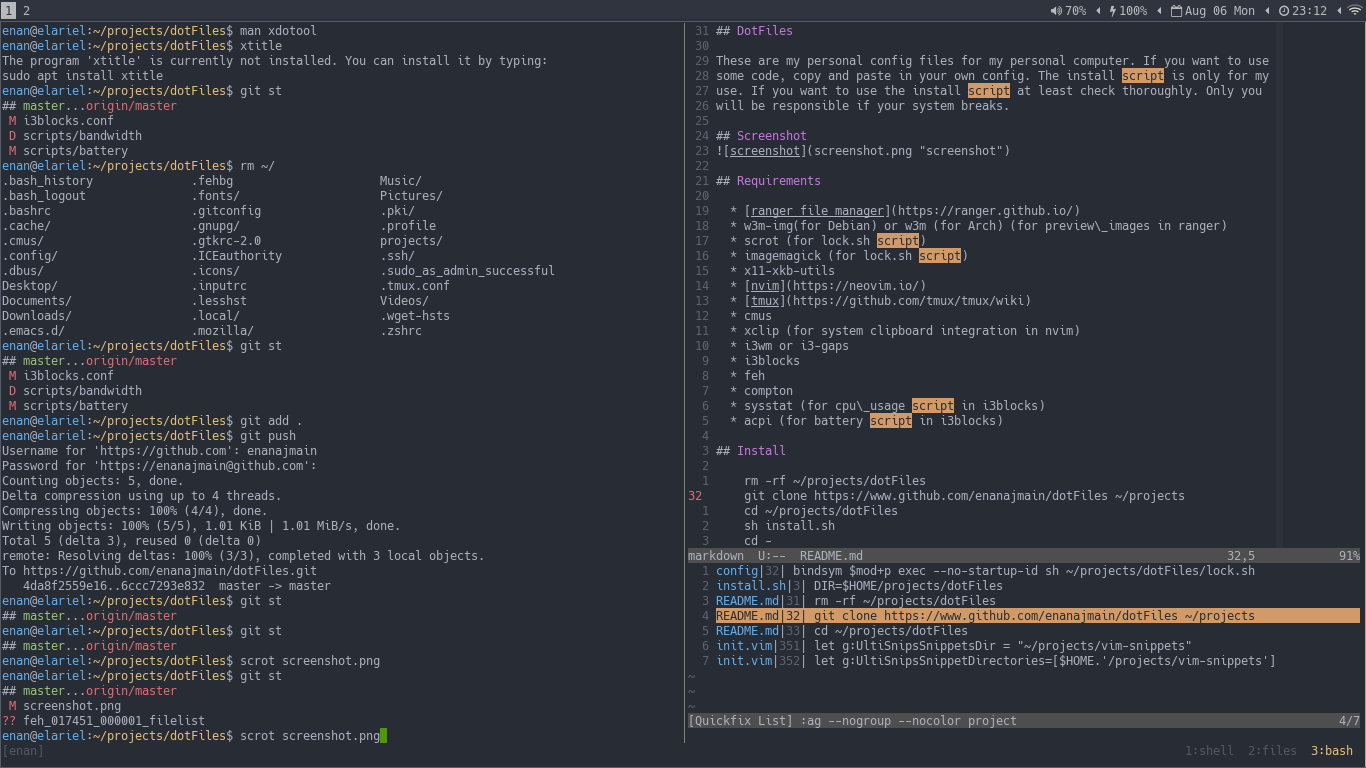 1 2
70% 100% Aug 06 Mon 23:12
enan@elariel:~/projects/dotFiles$ man xdotool
enan@elariel:~/projects/dotFiles$ xtitle
The program 'xtitle' is currently not installed. You can install it by typing:
sudo apt install xtitle
enan@elariel:~/projects/dotFiles$ git st
## master...origin/master
 M i3blocks.conf
 D scripts/bandwidth
 M scripts/battery
enan@elariel:~/projects/dotFiles$ rm ~/
.bash_history .fehbg Music/
.bash_logout .fonts/ Pictures/
.bashrc .gitconfig .pki/
.cache/ .gnupg/ .profile
.cmus/ .gtkrc-2.0 projects/
.config/ .ICEauthority .ssh/
.dbus/ .icons/ .sudo_as_admin_successful
Desktop/ .inputrc .tmux.conf
Documents/ .lesshst Videos/
Downloads/ .local/ .wget-hsts
.emacs.d/ .mozilla/ .zshrc
enan@elariel:~/projects/dotFiles$ git st
## master...origin/master
 M i3blocks.conf
 D scripts/bandwidth
 M scripts/battery
enan@elariel:~/projects/dotFiles$ git add .
enan@elariel:~/projects/dotFiles$ git push
Username for 'https://github.com': enanajmain
Password for 'https://enanajmain@github.com':
Counting objects: 5, done.
Delta compression using up to 4 threads.
Compressing objects: 100% (4/4), done.
Writing objects: 100% (5/5), 1.01 KiB | 1.01 MiB/s, done.
Total 5 (delta 3), reused 0 (delta 0)
remote: Resolving deltas: 100% (3/3), completed with 3 local objects.
To https://github.com/enanajmain/dotFiles.git
   4da8f2559e16..6ccc7293e832  master -> master
enan@elariel:~/projects/dotFiles$ git st
## master...origin/master
enan@elariel:~/projects/dotFiles$ git st
## master...origin/master
enan@elariel:~/projects/dotFiles$ scrot screenshot.png
enan@elariel:~/projects/dotFiles$ git st
## master...origin/master
 M screenshot.png
?? feh_017451_000001_filelist
enan@elariel:~/projects/dotFiles$ scrot screenshot.png
31 ## DotFiles
30
29 These are my personal config files for my personal computer. If you want to use
28 some code, copy and paste in your own config. The install script is only for my
27 use. If you want to use the install script at least check thoroughly. Only you
26 will be responsible if your system breaks.
25
24 ## Screenshot
23 ![screenshot](screenshot.png "screenshot")
22
21 ## Requirements
20
19   * [ranger file manager](https://ranger.github.io/)
18   * w3m-img(for Debian) or w3m (for Arch) (for preview\_images in ranger)
17   * scrot (for lock.sh script)
16   * imagemagick (for lock.sh script)
15   * x11-xkb-utils
14   * [nvim](https://neovim.io/)
13   * [tmux](https://github.com/tmux/tmux/wiki)
12   * cmus
11   * xclip (for system clipboard integration in nvim)
10   * i3wm or i3-gaps
9   * i3blocks
8   * feh
7   * compton
6   * sysstat (for cpu\_usage script in i3blocks)
5   * acpi (for battery script in i3blocks)
4
3 ## Install
2
1     rm -rf ~/projects/dotFiles
32     git clone https://www.github.com/enanajmain/dotFiles ~/projects
1     cd ~/projects/dotFiles
2     sh install.sh
3     cd -
markdown  U:--  README.md 32,5 91%
1 config|32| bindsym $mod+p exec --no-startup-id sh ~/projects/dotFiles/lock.sh
2 install.sh|3| DIR=$HOME/projects/dotFiles
3 README.md|31| rm -rf ~/projects/dotFiles
4 README.md|32| git clone https://www.github.com/enanajmain/dotFiles ~/projects
5 README.md|33| cd ~/projects/dotFiles
6 init.vim|351| let g:UltiSnipsSnippetsDir = "~/projects/vim-snippets"
7 init.vim|352| let g:UltiSnipsSnippetDirectories=[$HOME.'/projects/vim-snippets']
~
~
~
[Quickfix List] :ag --nogroup --nocolor project 4/7
[enan] 1:shell 2:files 3:bash